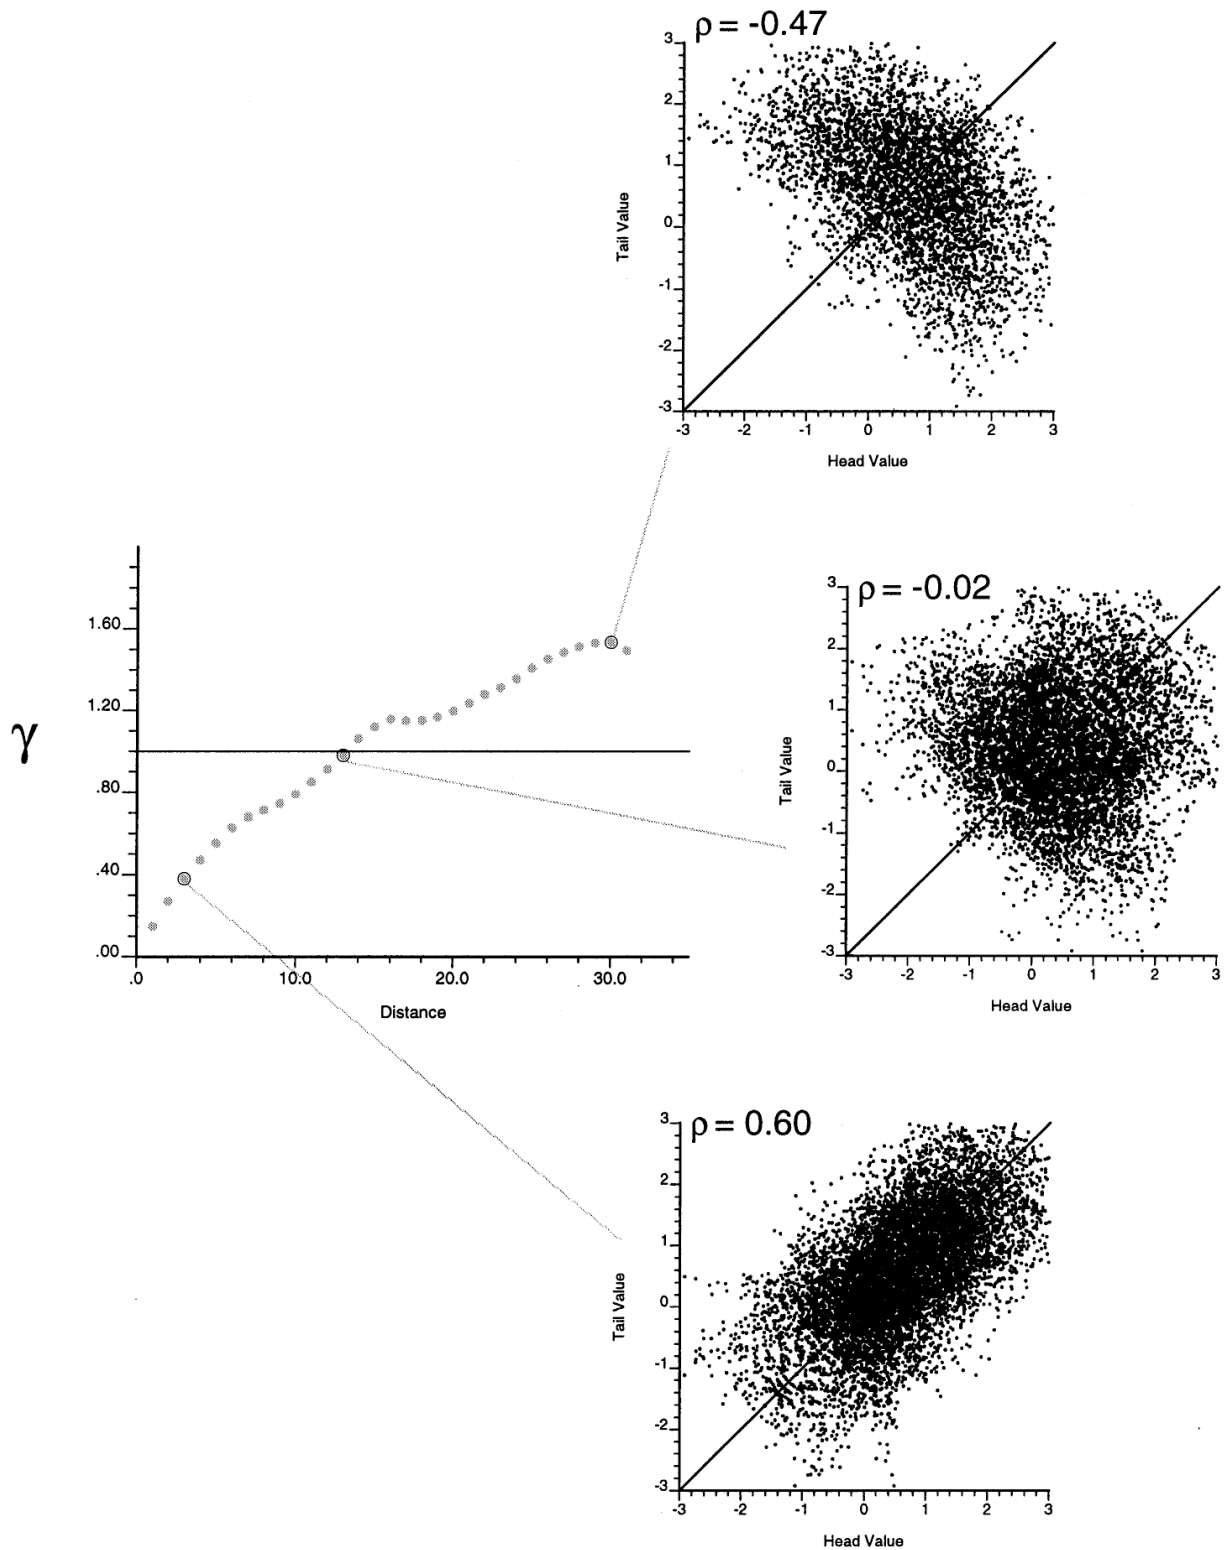 ρ = -0.47
3
2
1
0
-1
-2
-3
Tail Value
-3 -2 -1 0 1 2 3
Head Value
γ
1.60
1.20
.80
.40
.00
.0 10.0 20.0 30.0
Distance
ρ = -0.02
3
2
1
0
-1
-2
-3
Tail Value
-3 -2 -1 0 1 2 3
Head Value
ρ = 0.60
3
2
1
0
-1
-2
-3
Tail Value
-3 -2 -1 0 1 2 3
Head Value